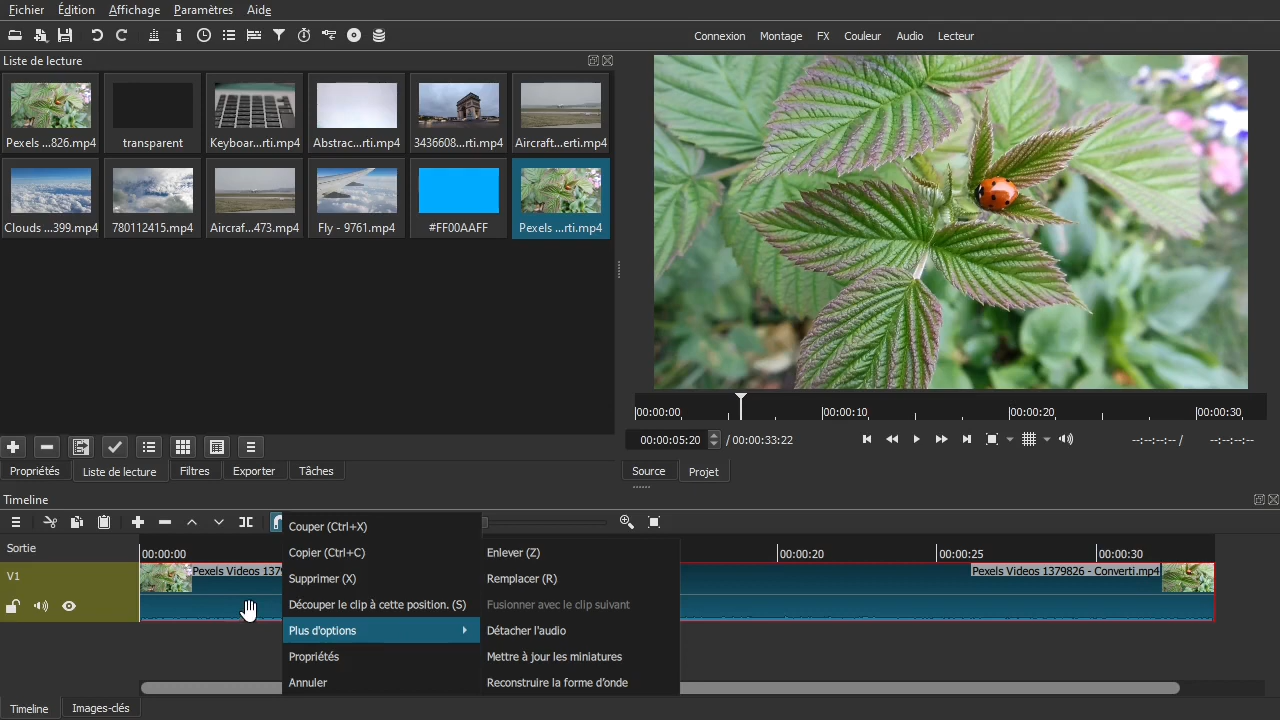 Fichier Édition Affichage Paramètres Aide
Connexion Montage FX Couleur Audio Lecteur
Liste de lecture
Pexels ...826.mp4 transparent Keyboar...rti.mp4 Abstrac...rti.mp4 3436608...rti.mp4 Aircraft...erti.mp4
Clouds ...399.mp4 780112415.mp4 Aircraf...473.mp4 Fly - 9761.mp4 #FF00AAFF Pexels ...rti.mp4
00:00:00 00:00:10 00:00:20 00:00:30
00:00:05:20 / 00:00:33:22 --:--:--:-- / --:--:--:--
Propriétés Liste de lecture Filtres Exporter Tâches
Source Projet
Timeline
Sortie
00:00:00 00:00:20 00:00:25 00:00:30
V1
Pexels Videos 1379 Pexels Videos 1379826 - Converti.mp4
Couper (Ctrl+X)
Copier (Ctrl+C)
Supprimer (X)
Découper le clip à cette position. (S)
Plus d'options
Propriétés
Annuler
Enlever (Z)
Remplacer (R)
Fusionner avec le clip suivant
Détacher l'audio
Mettre à jour les miniatures
Reconstruire la forme d'onde
Timeline Images-clés